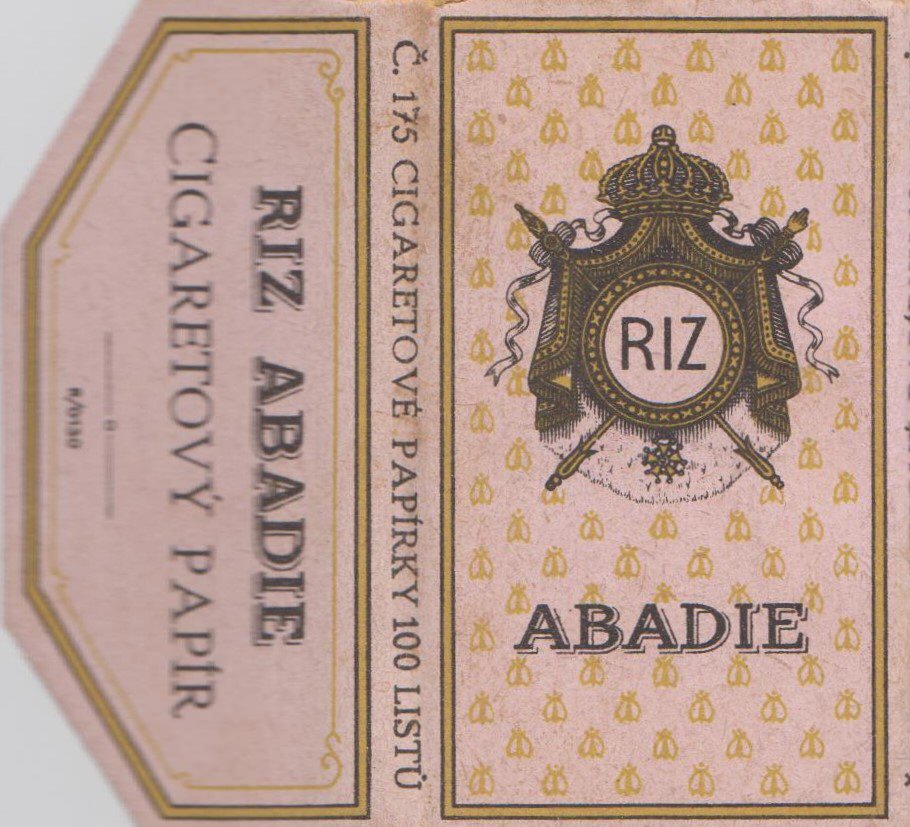 RIZ ABADIE
CIGARETOVÝ PAPÍR
Č. 175 CIGARETOVÉ PAPÍRKY 100 LISTŮ
RIZ
ABADIE